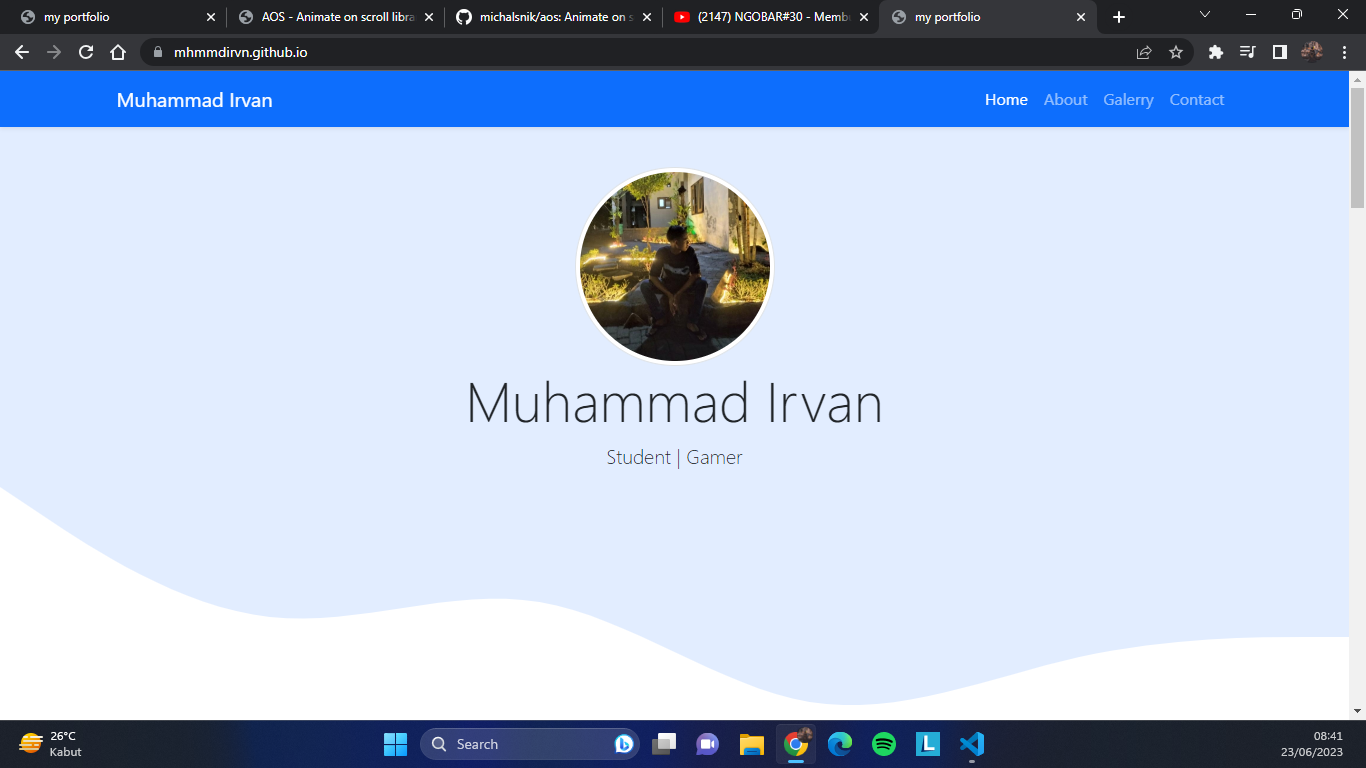 my portfolio
AOS - Animate on scroll libra
michalsnik/aos: Animate on s
(2147) NGOBAR#30 - Memb
my portfolio
mhmmdirvn.github.io
Muhammad Irvan
Home About Galerry Contact
Muhammad Irvan
Student | Gamer
26°C
Kabut
Search
L
08:41
23/06/2023